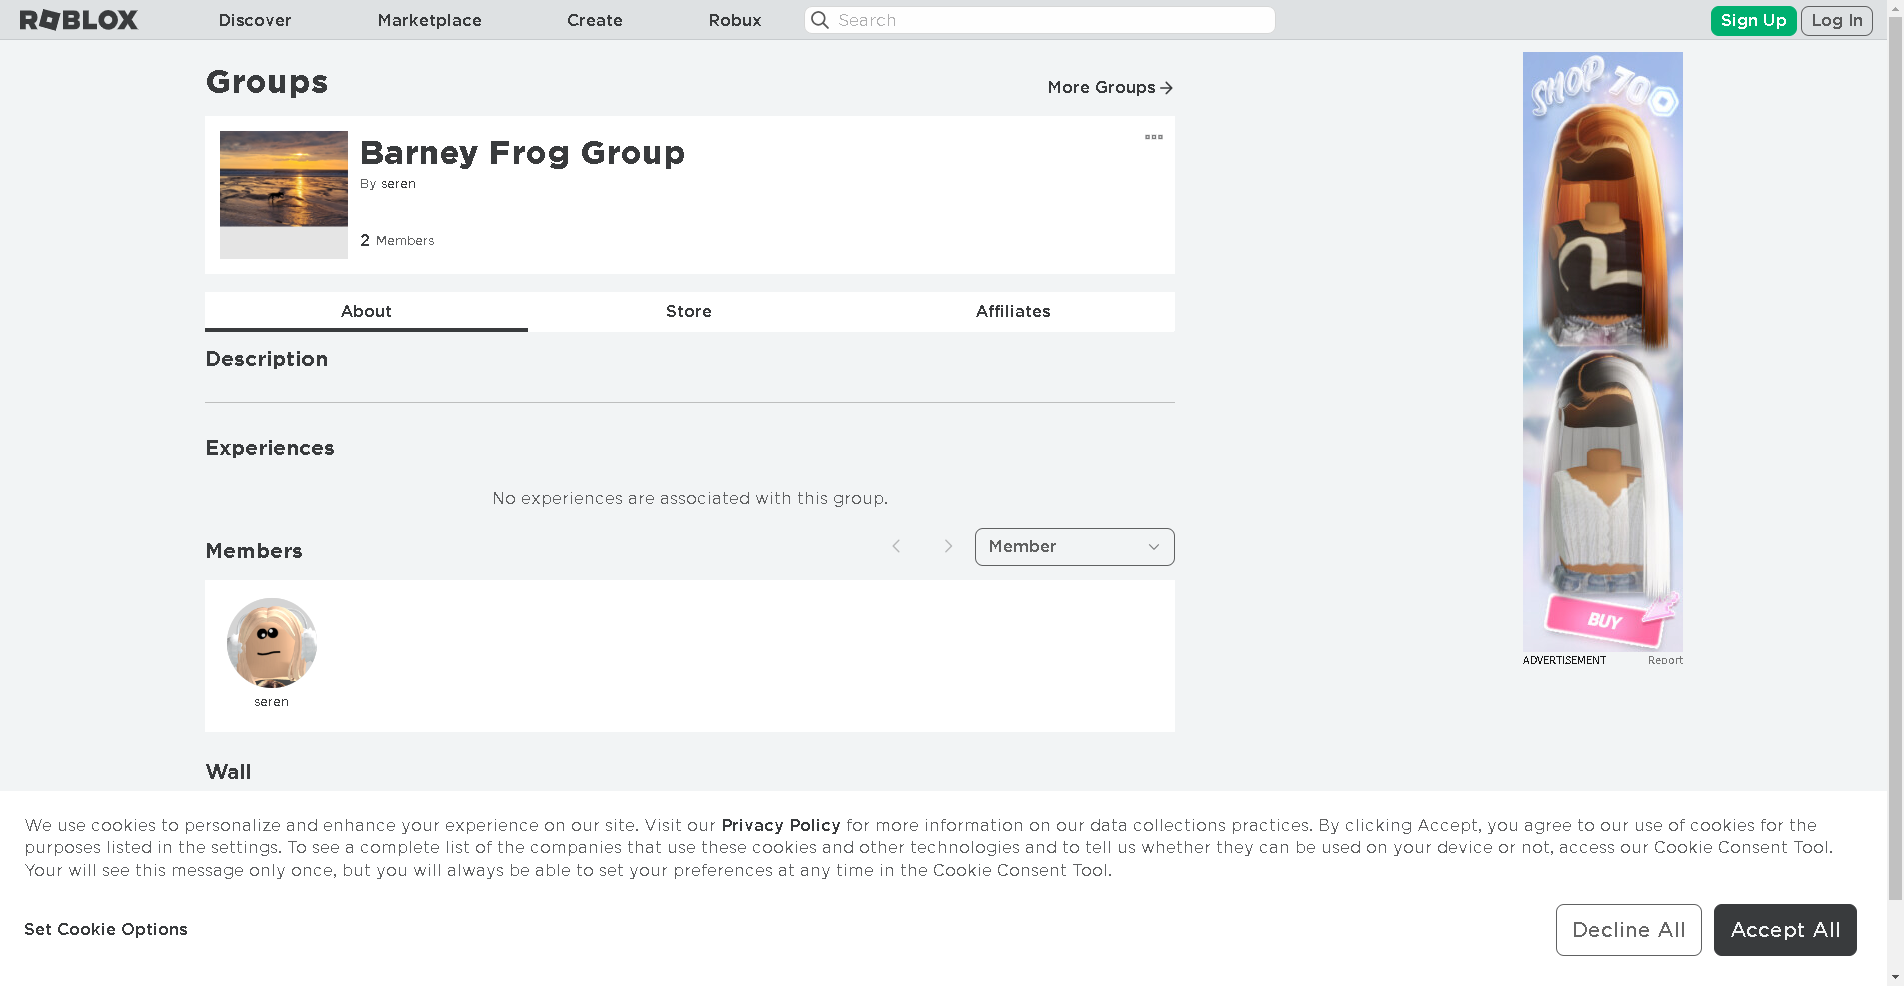 ROBLOX
Discover
Marketplace
Create
Robux
Search
Sign Up
Log In
Groups
More Groups
Barney Frog Group
By seren
2 Members
About
Store
Affiliates
Description
Experiences
No experiences are associated with this group.
Members
Member
seren
Wall
SHOP 70
BUY
ADVERTISEMENT
Report
We use cookies to personalize and enhance your experience on our site. Visit our Privacy Policy for more information on our data collections practices. By clicking Accept, you agree to our use of cookies for the
purposes listed in the settings. To see a complete list of the companies that use these cookies and other technologies and to tell us whether they can be used on your device or not, access our Cookie Consent Tool.
Your will see this message only once, but you will always be able to set your preferences at any time in the Cookie Consent Tool.
Set Cookie Options
Decline All
Accept All